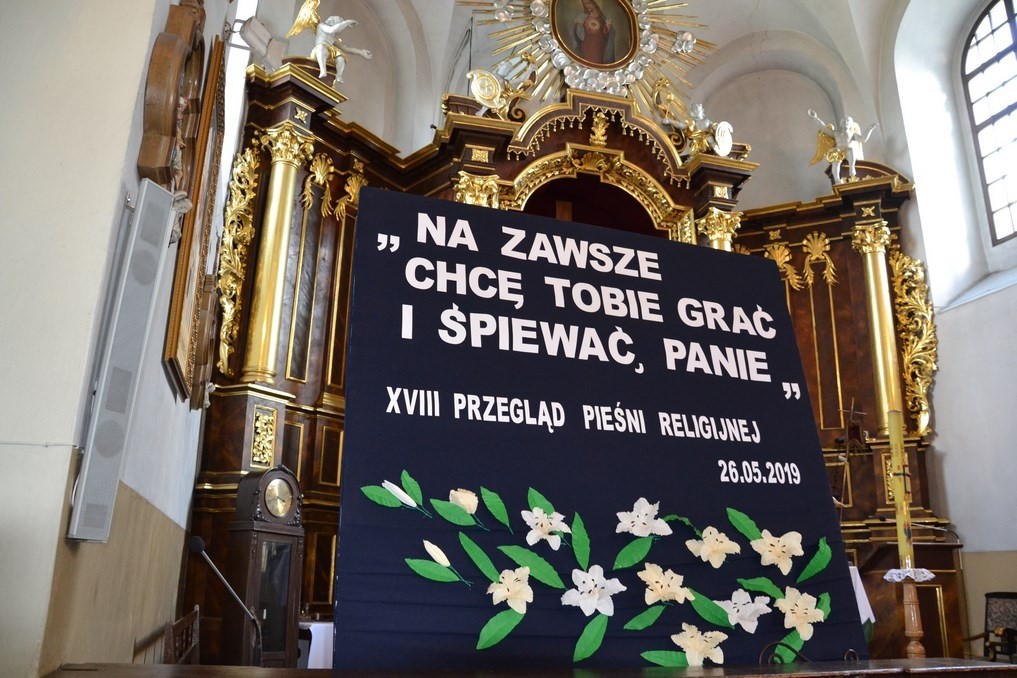 „ NA ZAWSZE
CHCĘ TOBIE GRAĆ
I ŚPIEWAĆ, PANIE „
XVIII PRZEGLĄD PIEŚNI RELIGIJNEJ
26.05.2019